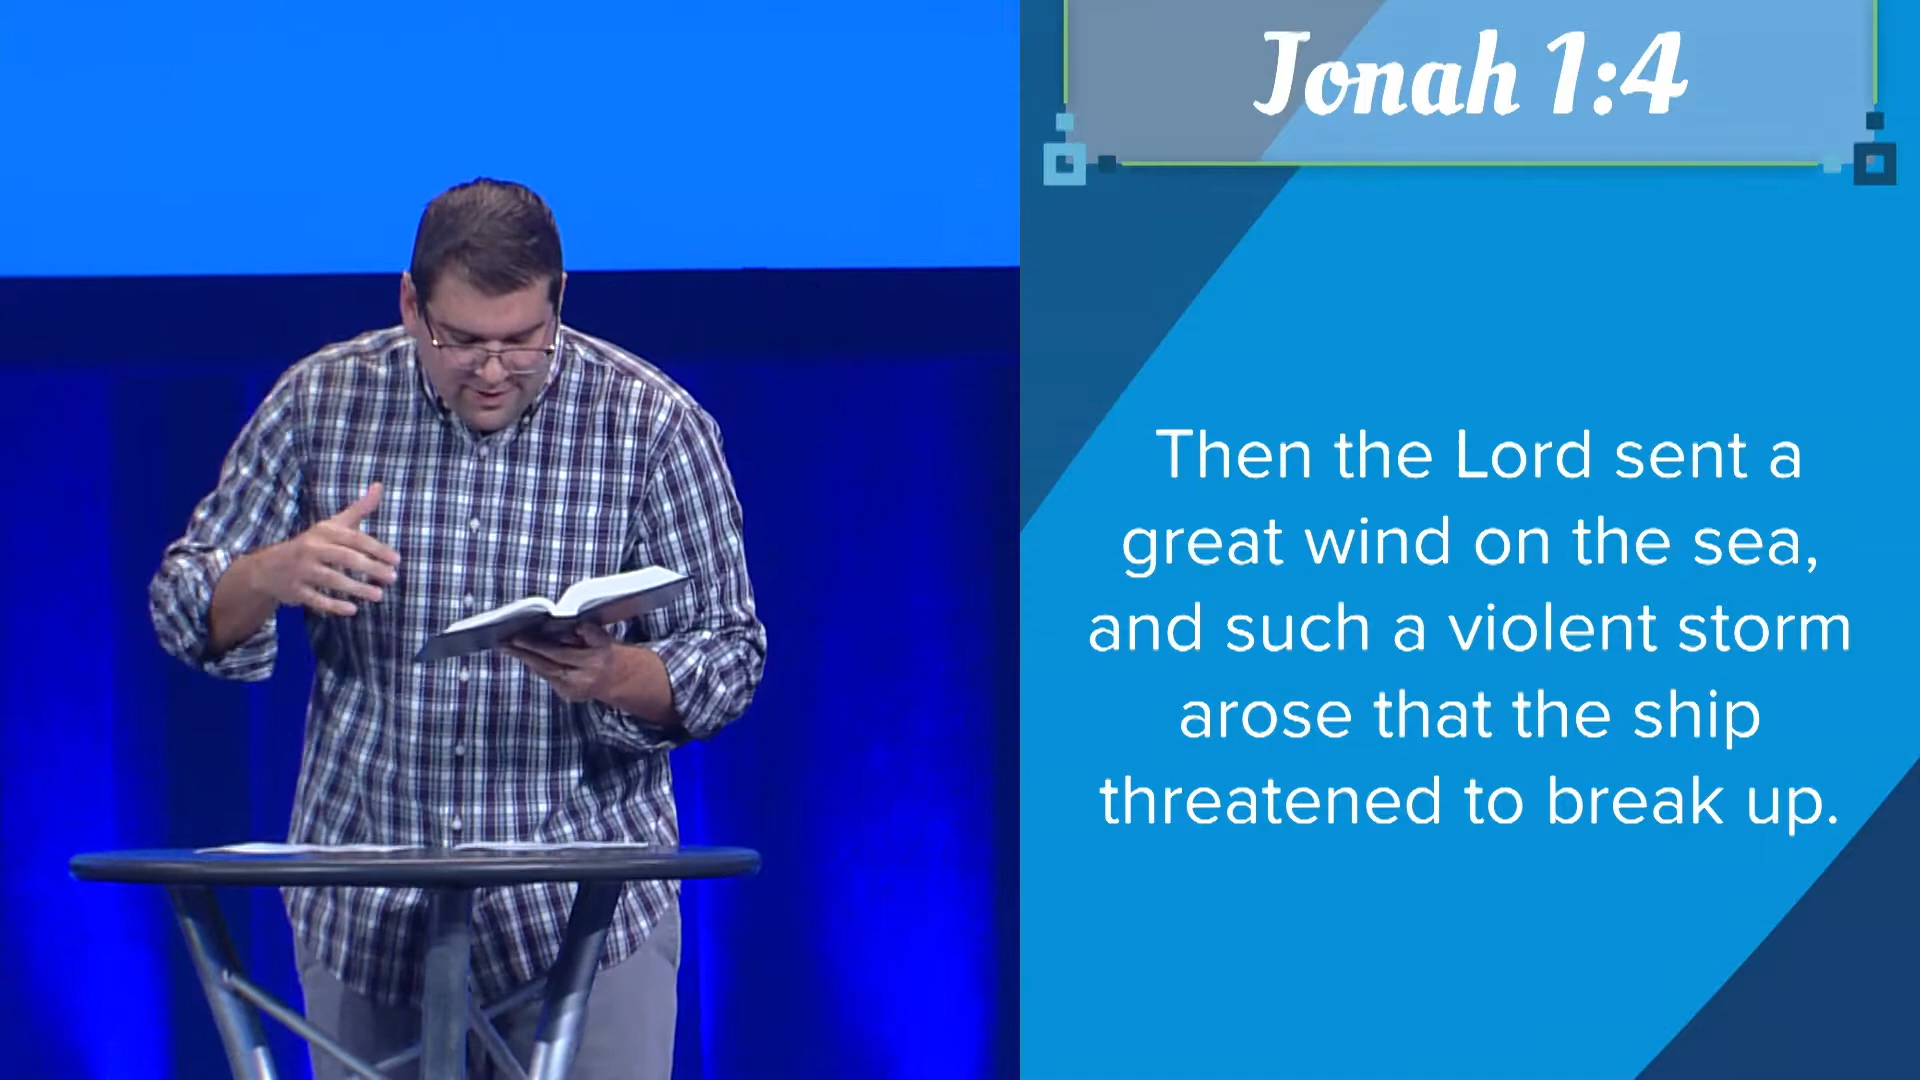 Jonah 1:4
Then the Lord sent a
great wind on the sea,
and such a violent storm
arose that the ship
threatened to break up.